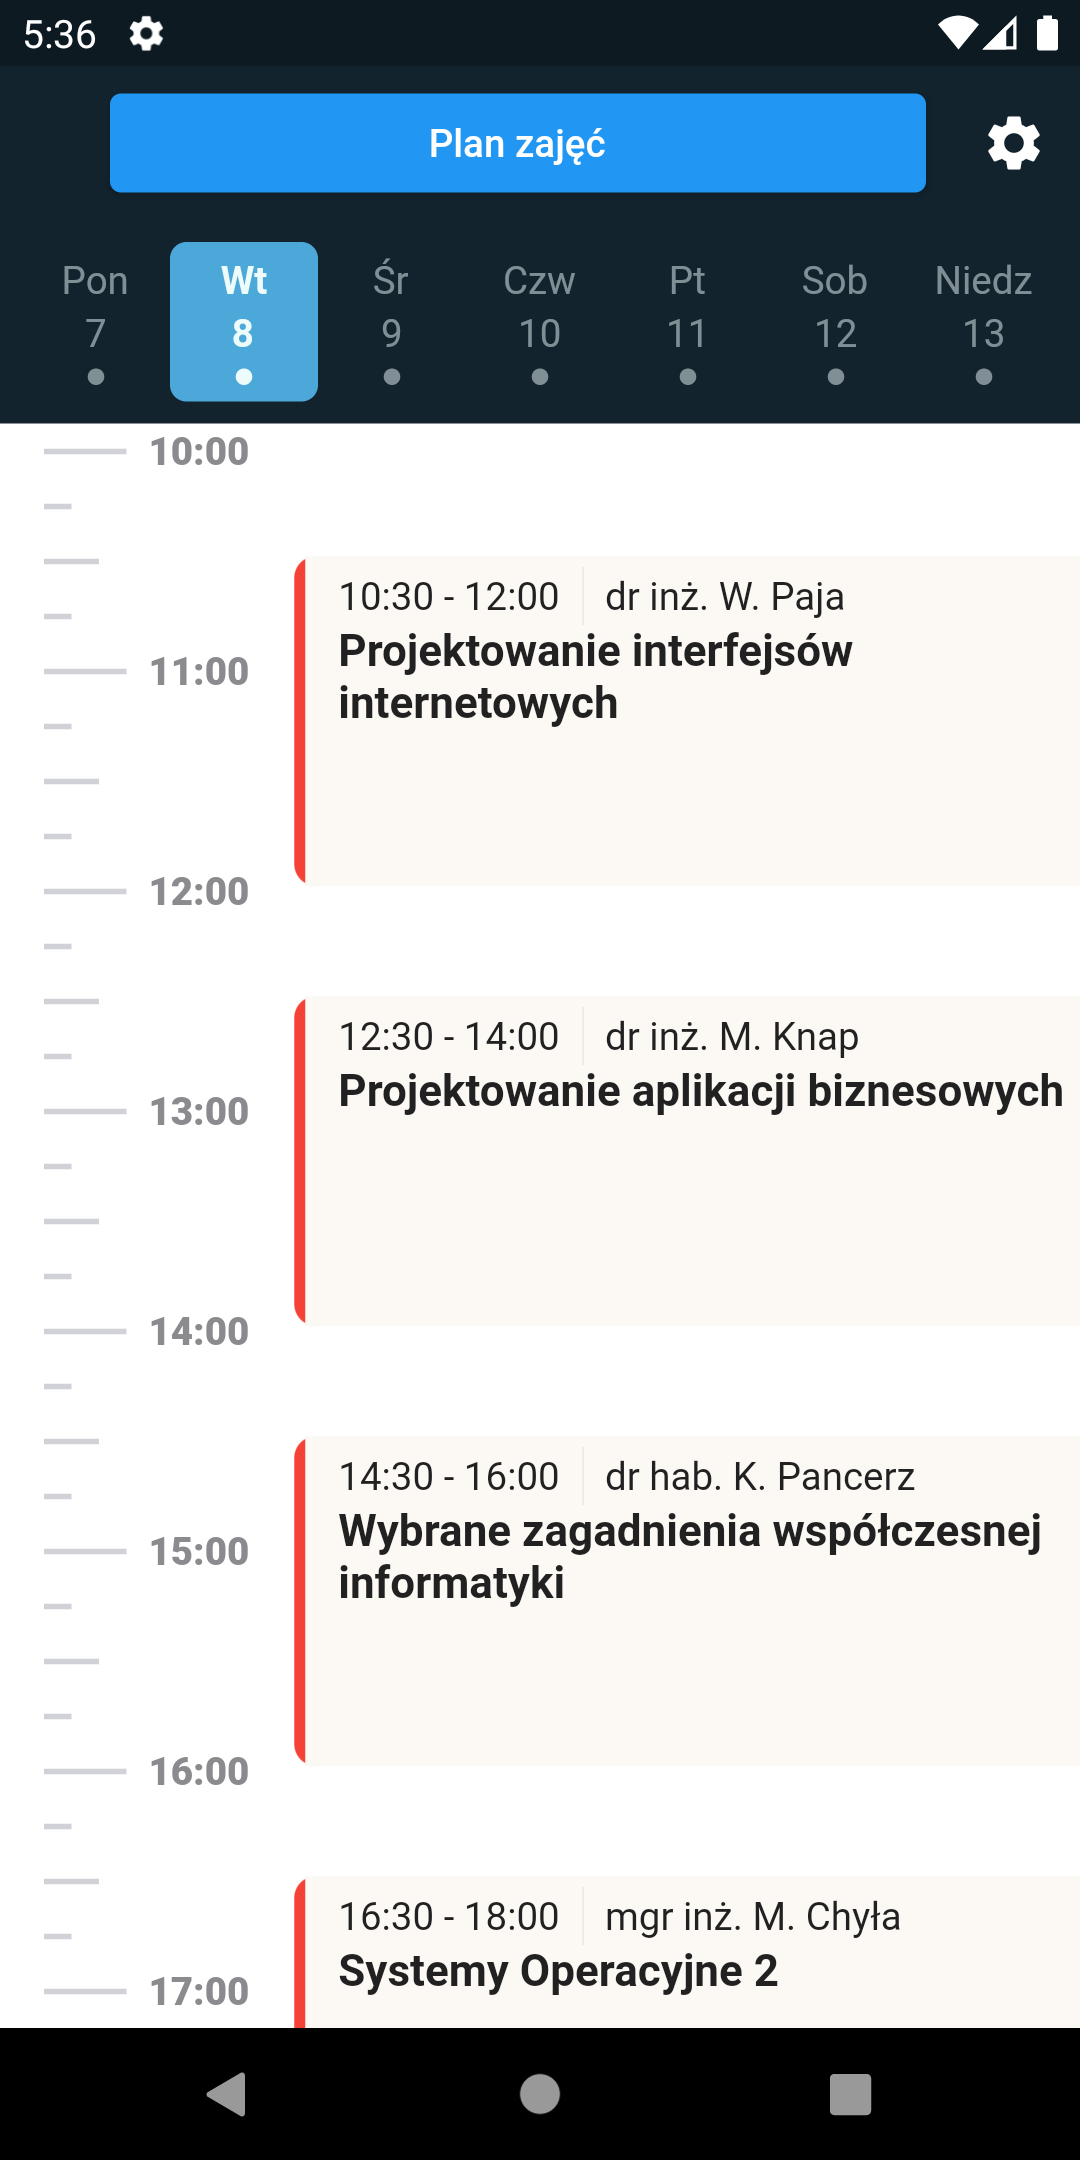 5:36
Plan zajęć
Pon Wt Śr Czw Pt Sob Niedz
7 8 9 10 11 12 13
10:00
10:30 - 12:00 dr inż. W. Paja
Projektowanie interfejsów
11:00
internetowych
12:00
12:30 - 14:00 dr inż. M. Knap
Projektowanie aplikacji biznesowych
13:00
14:00
14:30 - 16:00 dr hab. K. Pancerz
Wybrane zagadnienia współczesnej
15:00
informatyki
16:00
16:30 - 18:00 mgr inż. M. Chyła
Systemy Operacyjne 2
17:00